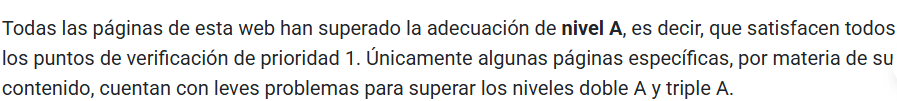 Todas las páginas de esta web han superado la adecuación de nivel A, es decir, que satisfacen todos
los puntos de verificación de prioridad 1. Únicamente algunas páginas específicas, por materia de su
contenido, cuentan con leves problemas para superar los niveles doble A y triple A.